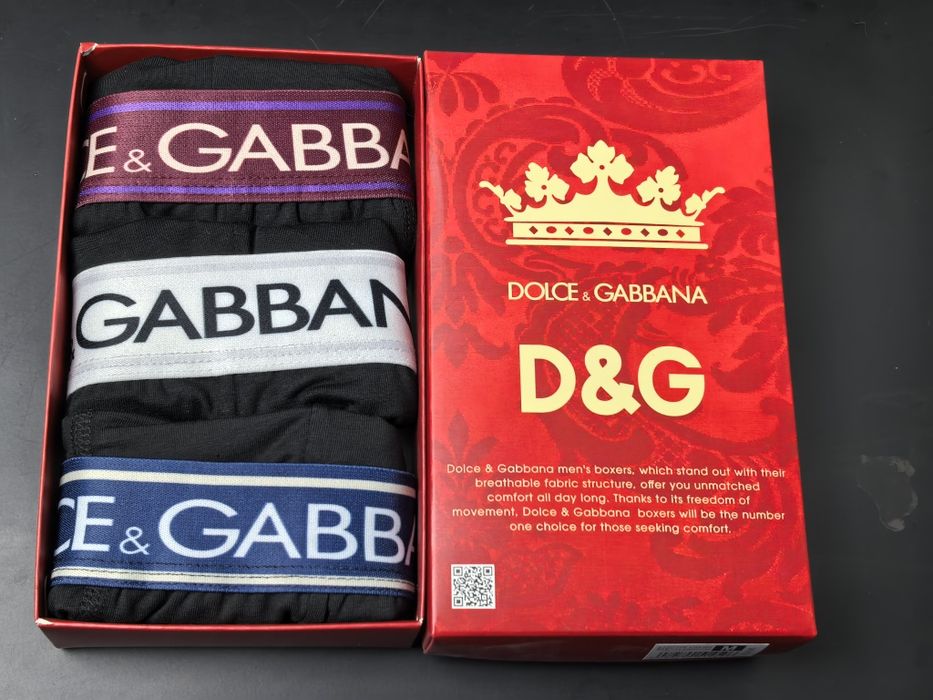 E & GABBA
GABBAN
CE & GABBA
DOLCE & GABBANA
D&G
Dolce & Gabbana men's boxers, which stand out with their
breathable fabric structure, offer you unmatched
comfort all day long. Thanks to its freedom of
movement, Dolce & Gabbana boxers will be the number
one choice for those seeking comfort.
M